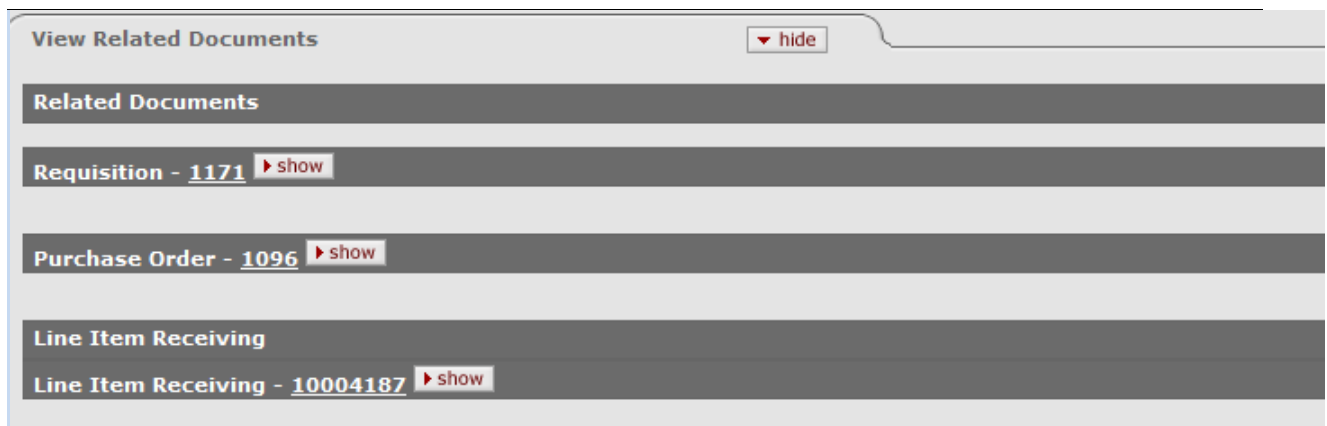 View Related Documents hide
Related Documents
Requisition - 1171 show
Purchase Order - 1096 show
Line Item Receiving
Line Item Receiving - 10004187 show